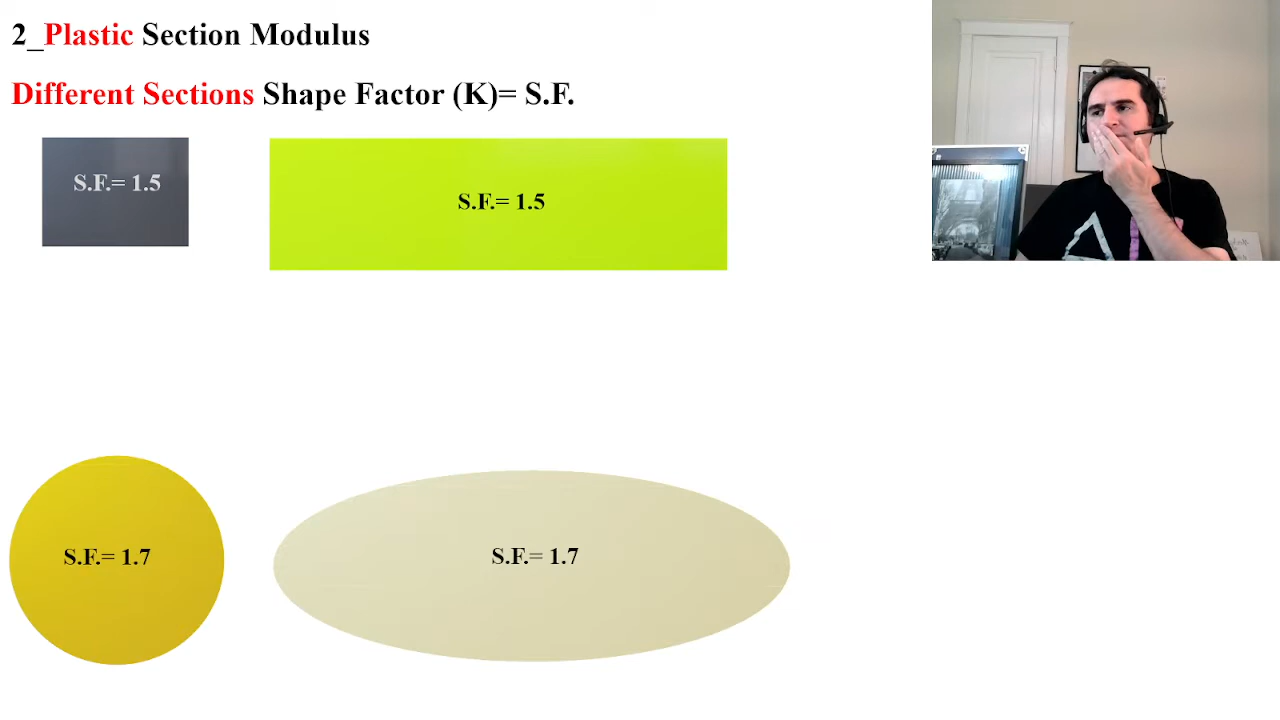 2_Plastic Section Modulus
Different Sections Shape Factor (K)= S.F.
S.F.= 1.5
S.F.= 1.5
S.F.= 1.7
S.F.= 1.7